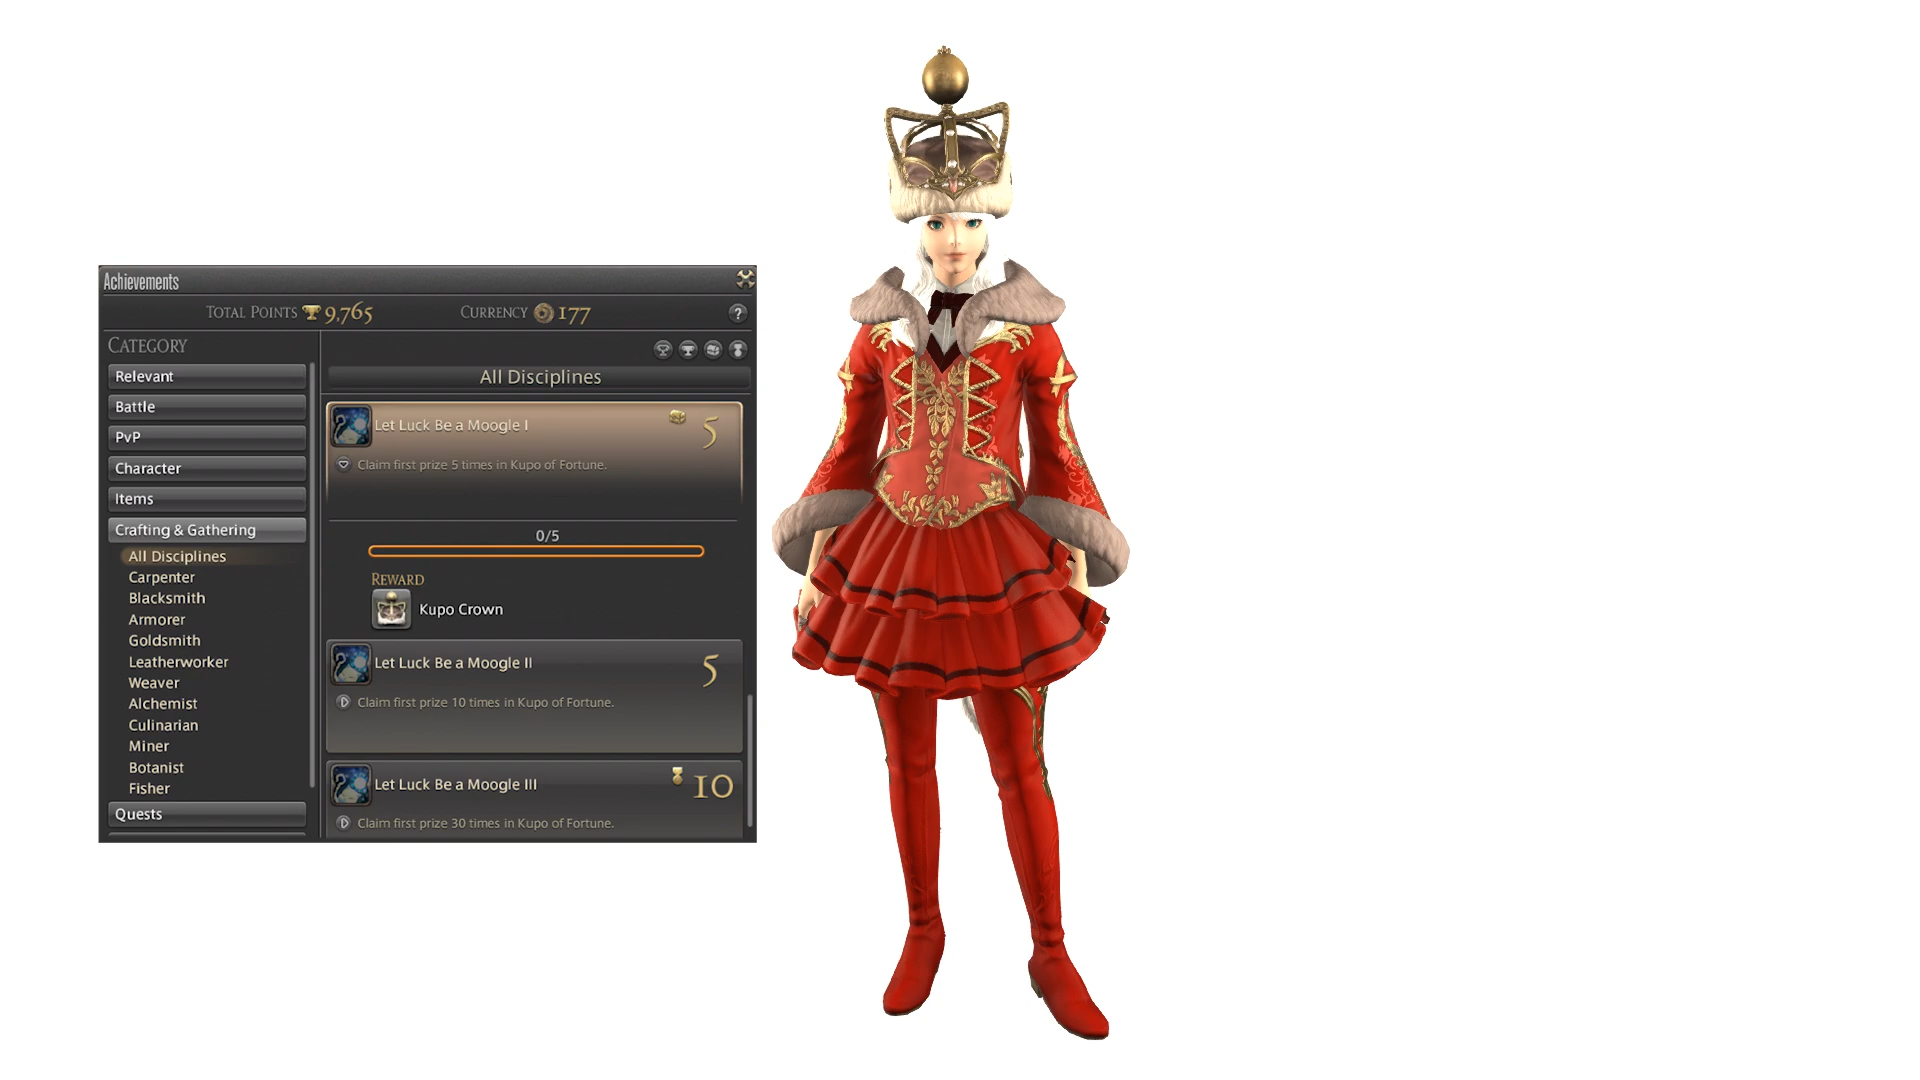 Achievements
TOTAL POINTS 9,765 CURRENCY 177 ?
CATEGORY
Relevant
Battle
PvP
Character
Items
Crafting & Gathering
All Disciplines
Carpenter
Blacksmith
Armorer
Goldsmith
Leatherworker
Weaver
Alchemist
Culinarian
Miner
Botanist
Fisher
Quests
All Disciplines
Let Luck Be a Moogle I 5
Claim first prize 5 times in Kupo of Fortune.
0/5
REWARD
Kupo Crown
Let Luck Be a Moogle II 5
Claim first prize 10 times in Kupo of Fortune.
Let Luck Be a Moogle III 10
Claim first prize 30 times in Kupo of Fortune.